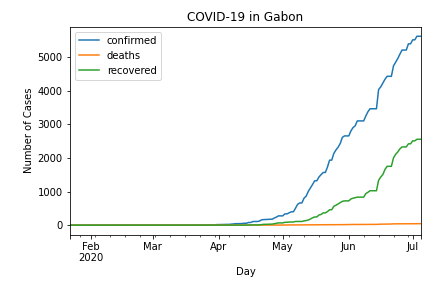 COVID-19 in Gabon
confirmed
deaths
recovered
Number of Cases
5000
4000
3000
2000
1000
0
Feb
2020
Mar
Apr
May
Jun
Jul
Day